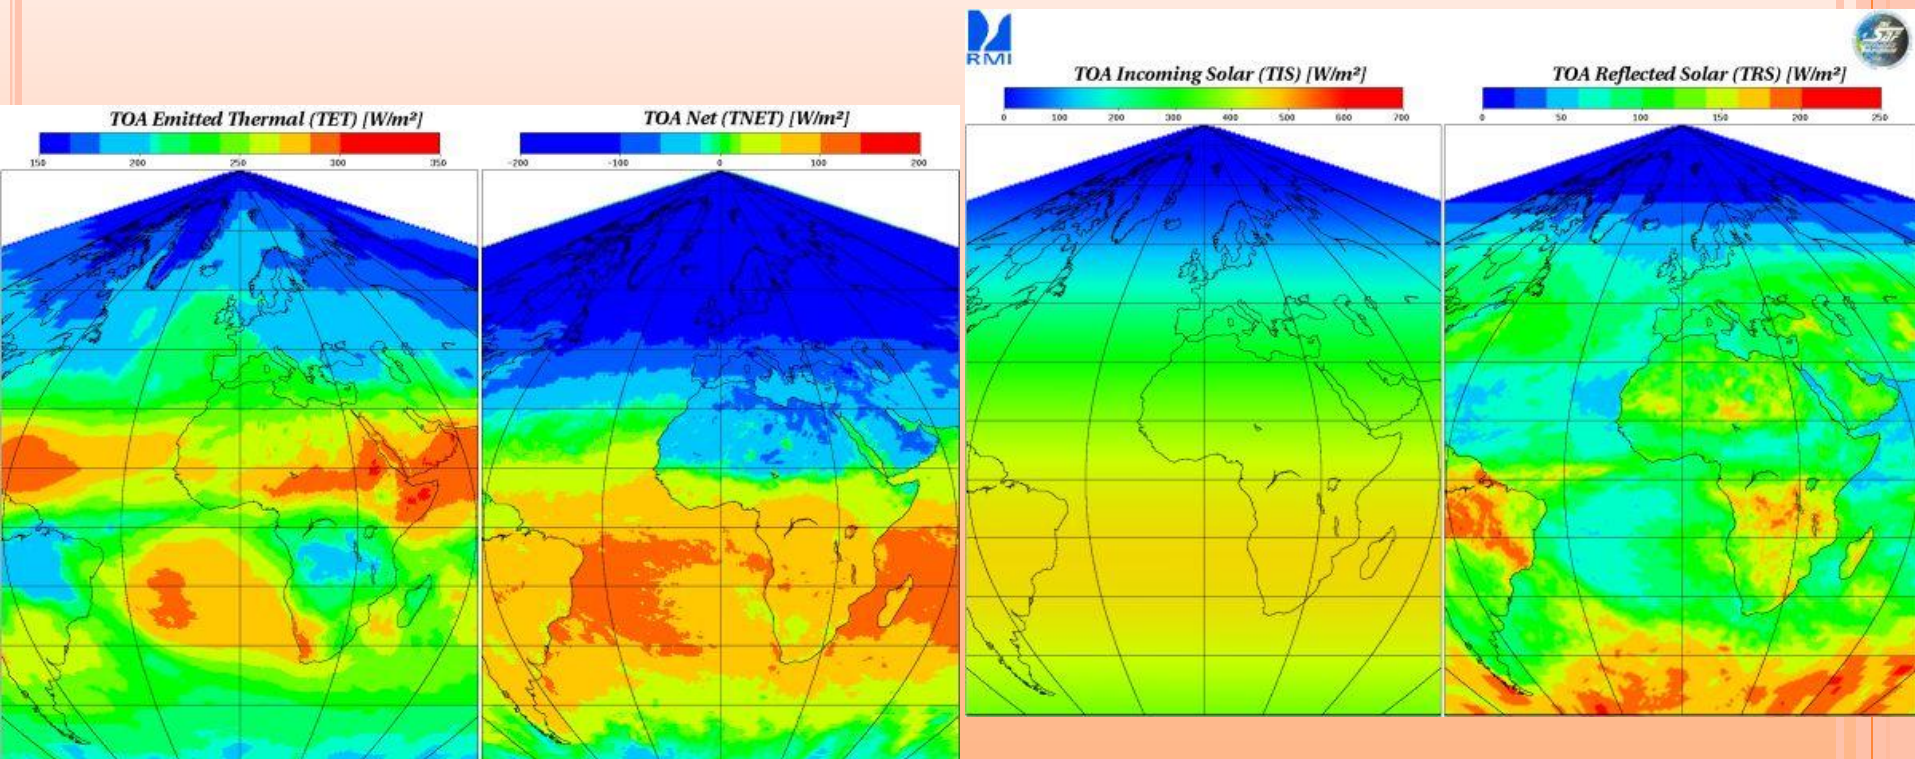 RMI
TOA Emitted Thermal (TET) [W/m²]
150 200 250 300 350
TOA Net (TNET) [W/m²]
-200 -100 0 100 200
TOA Incoming Solar (TIS) [W/m²]
0 100 200 300 400 500 600 700
TOA Reflected Solar (TRS) [W/m²]
0 50 100 150 200 250
SAF